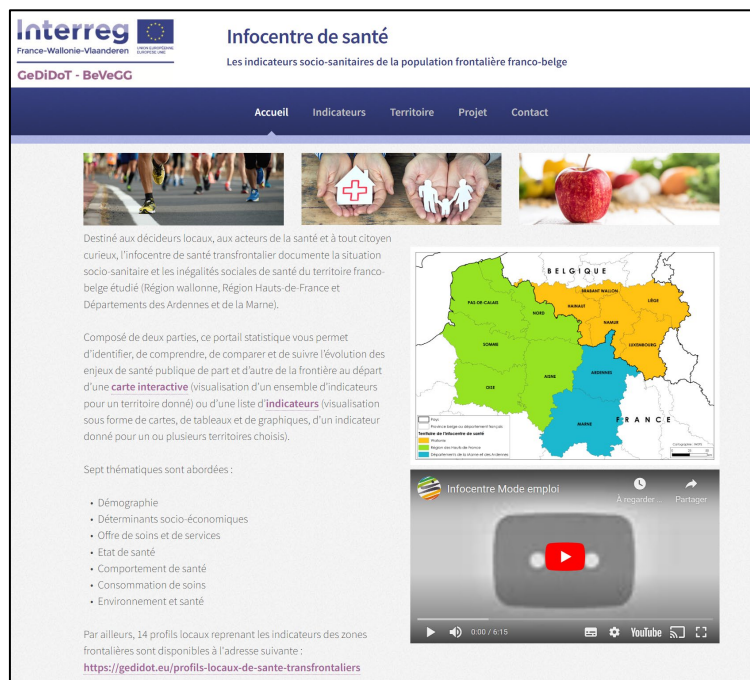 Interreg
France-Wallonie-Vlaanderen
UNION EUROPÉENNE
EUROPESE UNIE
GeDiDoT - BeVeGG
Infocentre de santé
Les indicateurs socio-sanitaires de la population frontalière franco-belge
Accueil Indicateurs Territoire Projet Contact
Destiné aux décideurs locaux, aux acteurs de la santé et à tout citoyen
curieux, l'infocentre de santé transfrontalier documente la situation
socio-sanitaire et les inégalités sociales de santé du territoire franco-
belge étudié (Région wallonne, Région Hauts-de-France et
Départements des Ardennes et de la Marne).
Composé de deux parties, ce portail statistique vous permet
d'identifier, de comprendre, de comparer et de suivre l'évolution des
enjeux de santé publique de part et d'autre de la frontière au départ
d'une carte interactive (visualisation d'un ensemble d'indicateurs
pour un territoire donné) ou d'une liste d'indicateurs (visualisation
sous forme de cartes, de tableaux et de graphiques, d'un indicateur
donné pour un ou plusieurs territoires choisis).
Sept thématiques sont abordées :
• Démographie
• Déterminants socio-économiques
• Offre de soins et de services
• Etat de santé
• Comportement de santé
• Consommation de soins
• Environnement et santé
Par ailleurs, 14 profils locaux reprenant les indicateurs des zones
frontalières sont disponibles à l'adresse suivante :
https://gedidot.eu/profils-locaux-de-sante-transfrontaliers
BELGIQUE
BRABANT WALLON
LIÈGE
PAS-DE-CALAIS
NORD
HAINAUT
NAMUR
LUXEMBOURG
SOMME
AISNE
ARDENNES
OISE
MARNE
FRANCE
Pays
Province belge ou département français
Territoire de l'infocentre de santé
Wallonie
Région des Hauts de France
Départements de la Marne et des Ardennes
Infocentre Mode emploi
À regarder ...
Partager
0:00 / 6:15
YouTube